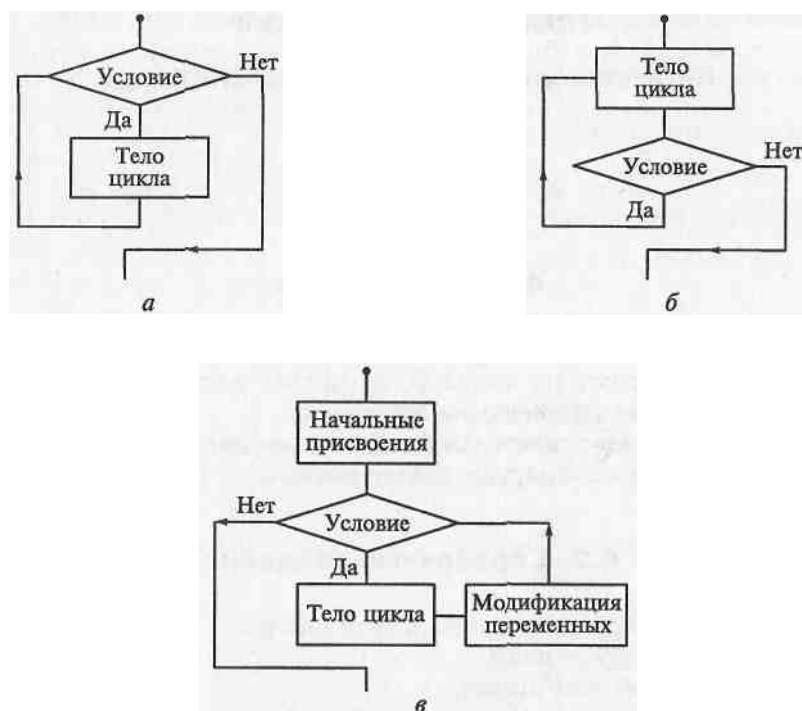 Условие
Нет
Да
Тело
цикла
а
Тело
цикла
Условие
Нет
Да
б
Начальные
присвоения
Нет
Условие
Да
Тело цикла
Модификация
переменных
в